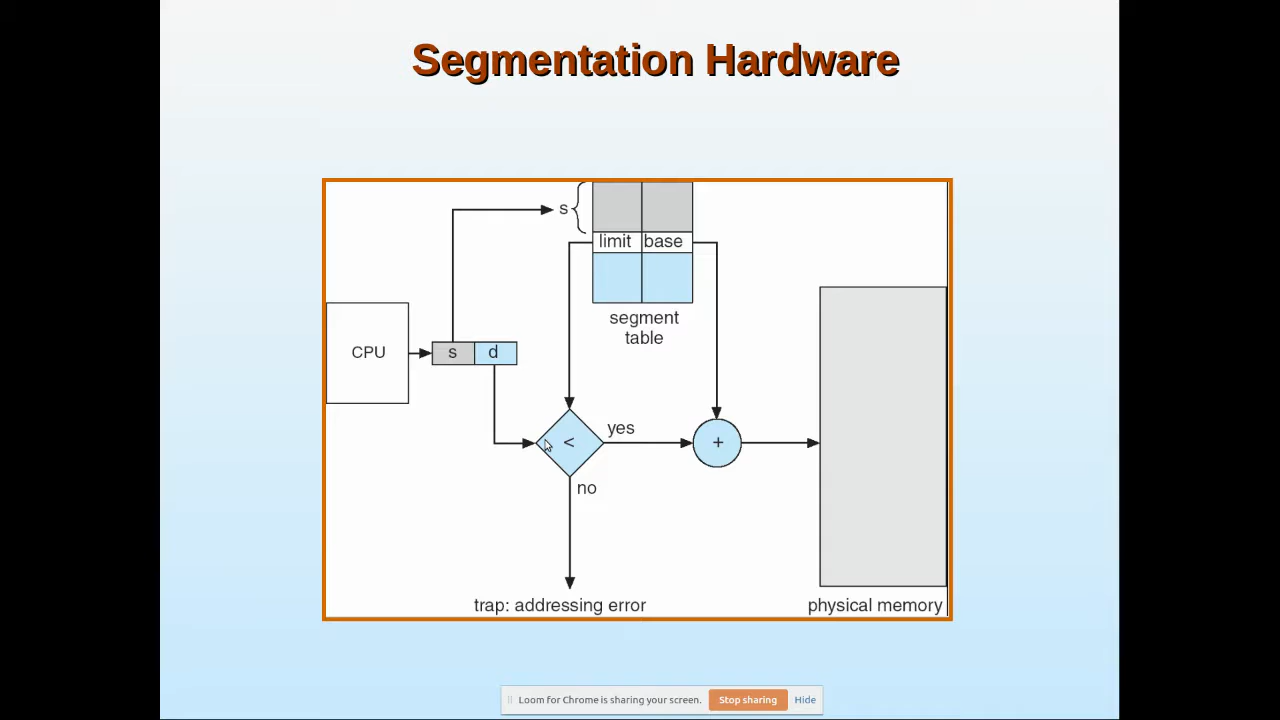 Segmentation Hardware
s
limit base
segment
table
CPU
s d
<
yes
+
no
trap: addressing error
physical memory
Loom for Chrome is sharing your screen. Stop sharing Hide